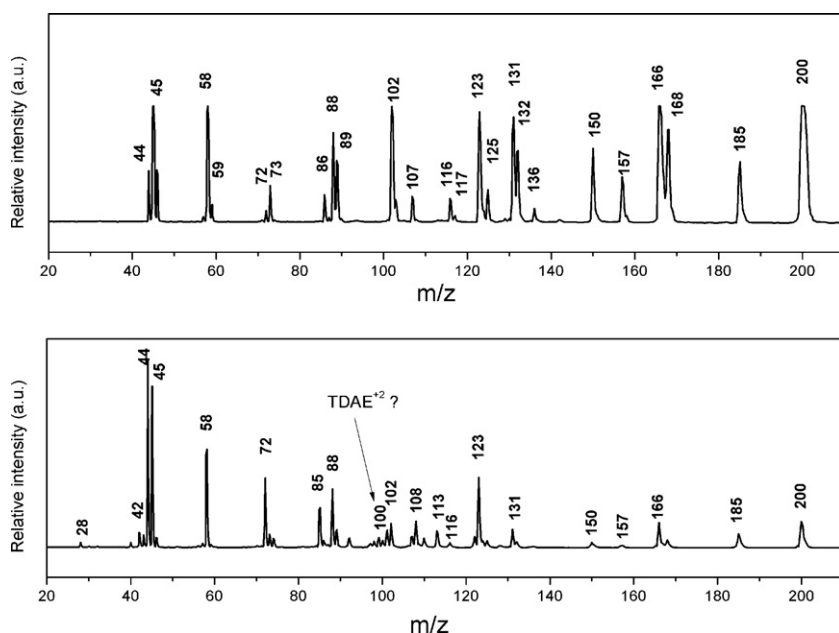 Relative intensity (a.u.)
44 45 58 59 72 73 86 88 89 102 107 116 117 123 125 131 132 136 150 157 166 168 185 200
20 40 60 80 100 120 140 160 180 200
m/z
Relative intensity (a.u.)
TDAE+2 ?
28 42 44 45 58 72 85 88 100 102 108 113 116 123 131 150 157 166 185 200
20 40 60 80 100 120 140 160 180 200
m/z